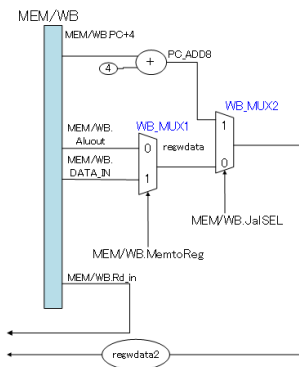 MEM/WB
MEM/WB.PC+4
4
+
PC_ADD8
WB_MUX2
WB_MUX1
MEM/WB.
Aluout
0
regwdata
1
MEM/WB.
DATA_IN
1
0
MEM/WB.JalSEL
MEM/WB.MemtoReg
MEM/WB.Rd_in
regwdata2